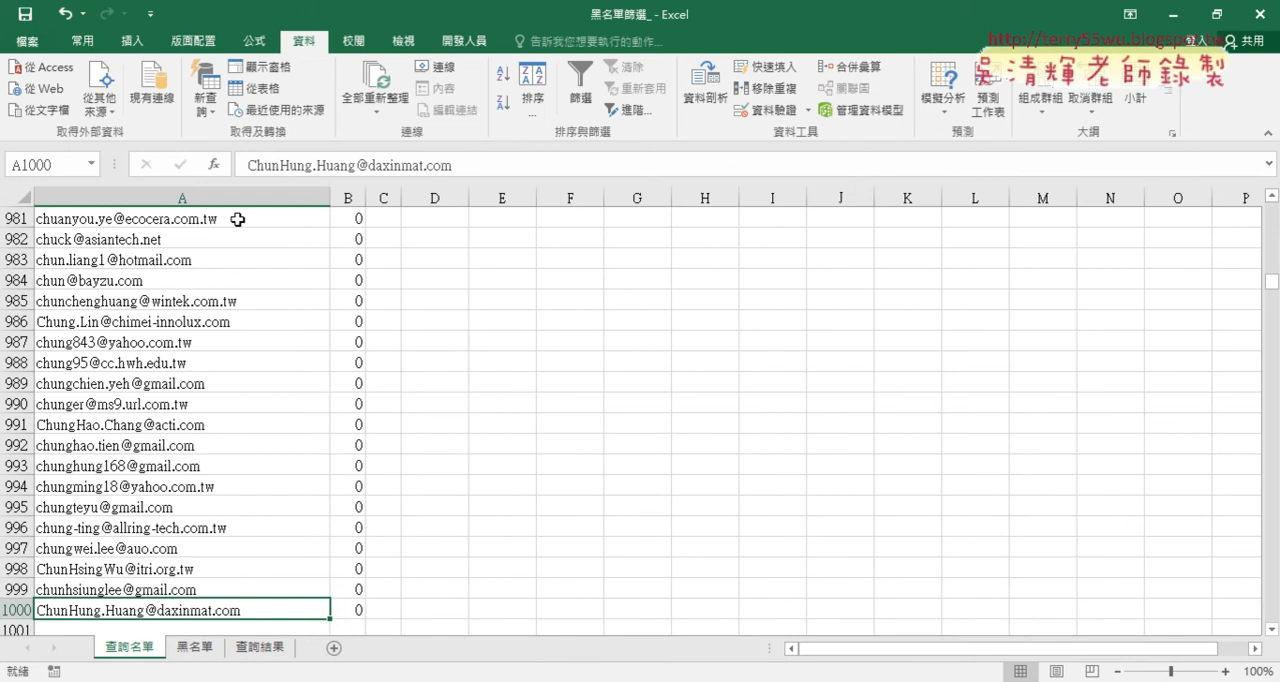 黑名單篩選_ - Excel
http://terry55wu.blogspot.tw
吳清輝老師錄製
檔案 常用 插入 版面配置 公式 資料 校閱 檢視 開發人員 告訴我您想要執行的動作... 登入 共用
從 Access
從 Web
從文字檔
從其他來源
現有連線
取得外部資料
新查詢
顯示查詢
從表格
最近使用的來源
取得及轉換
全部重新整理
連線
內容
編輯連結
連線
排序...
篩選
清除
重新套用
進階...
排序與篩選
資料剖析
快速填入
移除重複
資料驗證
合併彙算
關聯圖
管理資料模型
資料工具
模擬分析
預測工作表
預測
組成群組
取消群組
小計
大綱
A1000 fx ChunHung.Huang@daxinmat.com
A B C D E F G H I J K L M N O P
981 chuanyou.ye@ecocera.com.tw 0
982 chuck@asiantech.net 0
983 chun.liang1@hotmail.com 0
984 chun@bayzu.com 0
985 chunchenghuang@wintek.com.tw 0
986 Chung.Lin@chimei-innolux.com 0
987 chung843@yahoo.com.tw 0
988 chung95@cc.hwh.edu.tw 0
989 chungchien.yeh@gmail.com 0
990 chunger@ms9.url.com.tw 0
991 ChungHao.Chang@acti.com 0
992 chunghao.tien@gmail.com 0
993 chunghung168@gmail.com 0
994 chungming18@yahoo.com.tw 0
995 chungteyu@gmail.com 0
996 chung-ting@allring-tech.com.tw 0
997 chungwei.lee@auo.com 0
998 ChunHsingWu@itri.org.tw 0
999 chunhsiunglee@gmail.com 0
1000 ChunHung.Huang@daxinmat.com 0
1001
查詢名單 黑名單 查詢結果
就緒 100%